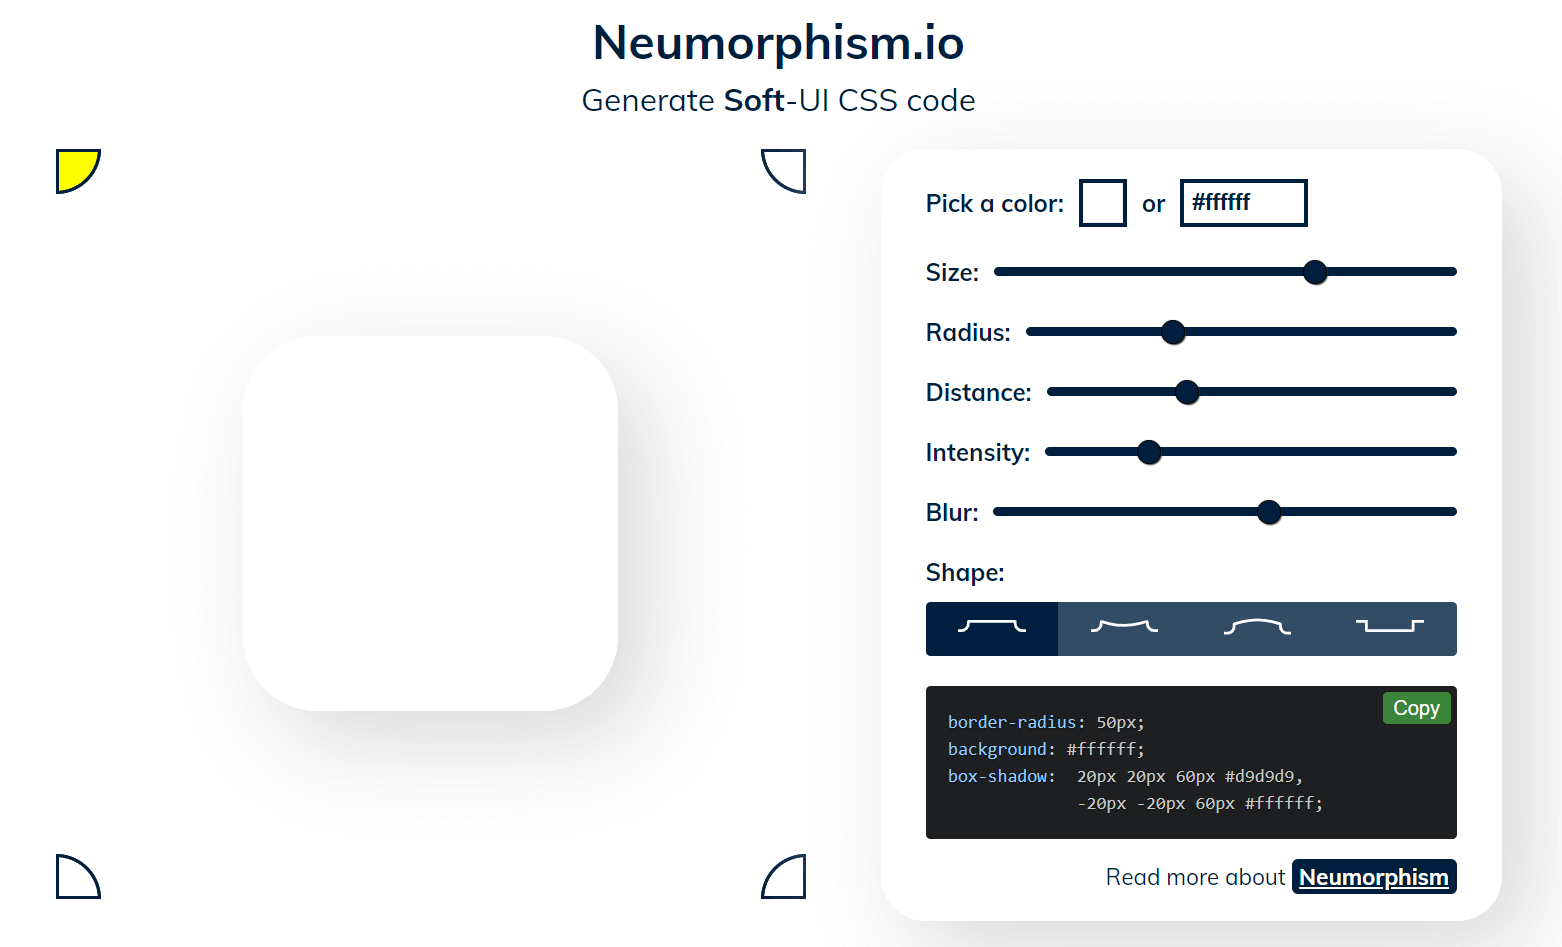 Neumorphism.io
Generate Soft-UI CSS code
Pick a color: or #ffffff
Size:
Radius:
Distance:
Intensity:
Blur:
Shape:
Copy
border-radius: 50px;
background: #ffffff;
box-shadow: 20px 20px 60px #d9d9d9,
-20px -20px 60px #ffffff;
Read more about Neumorphism